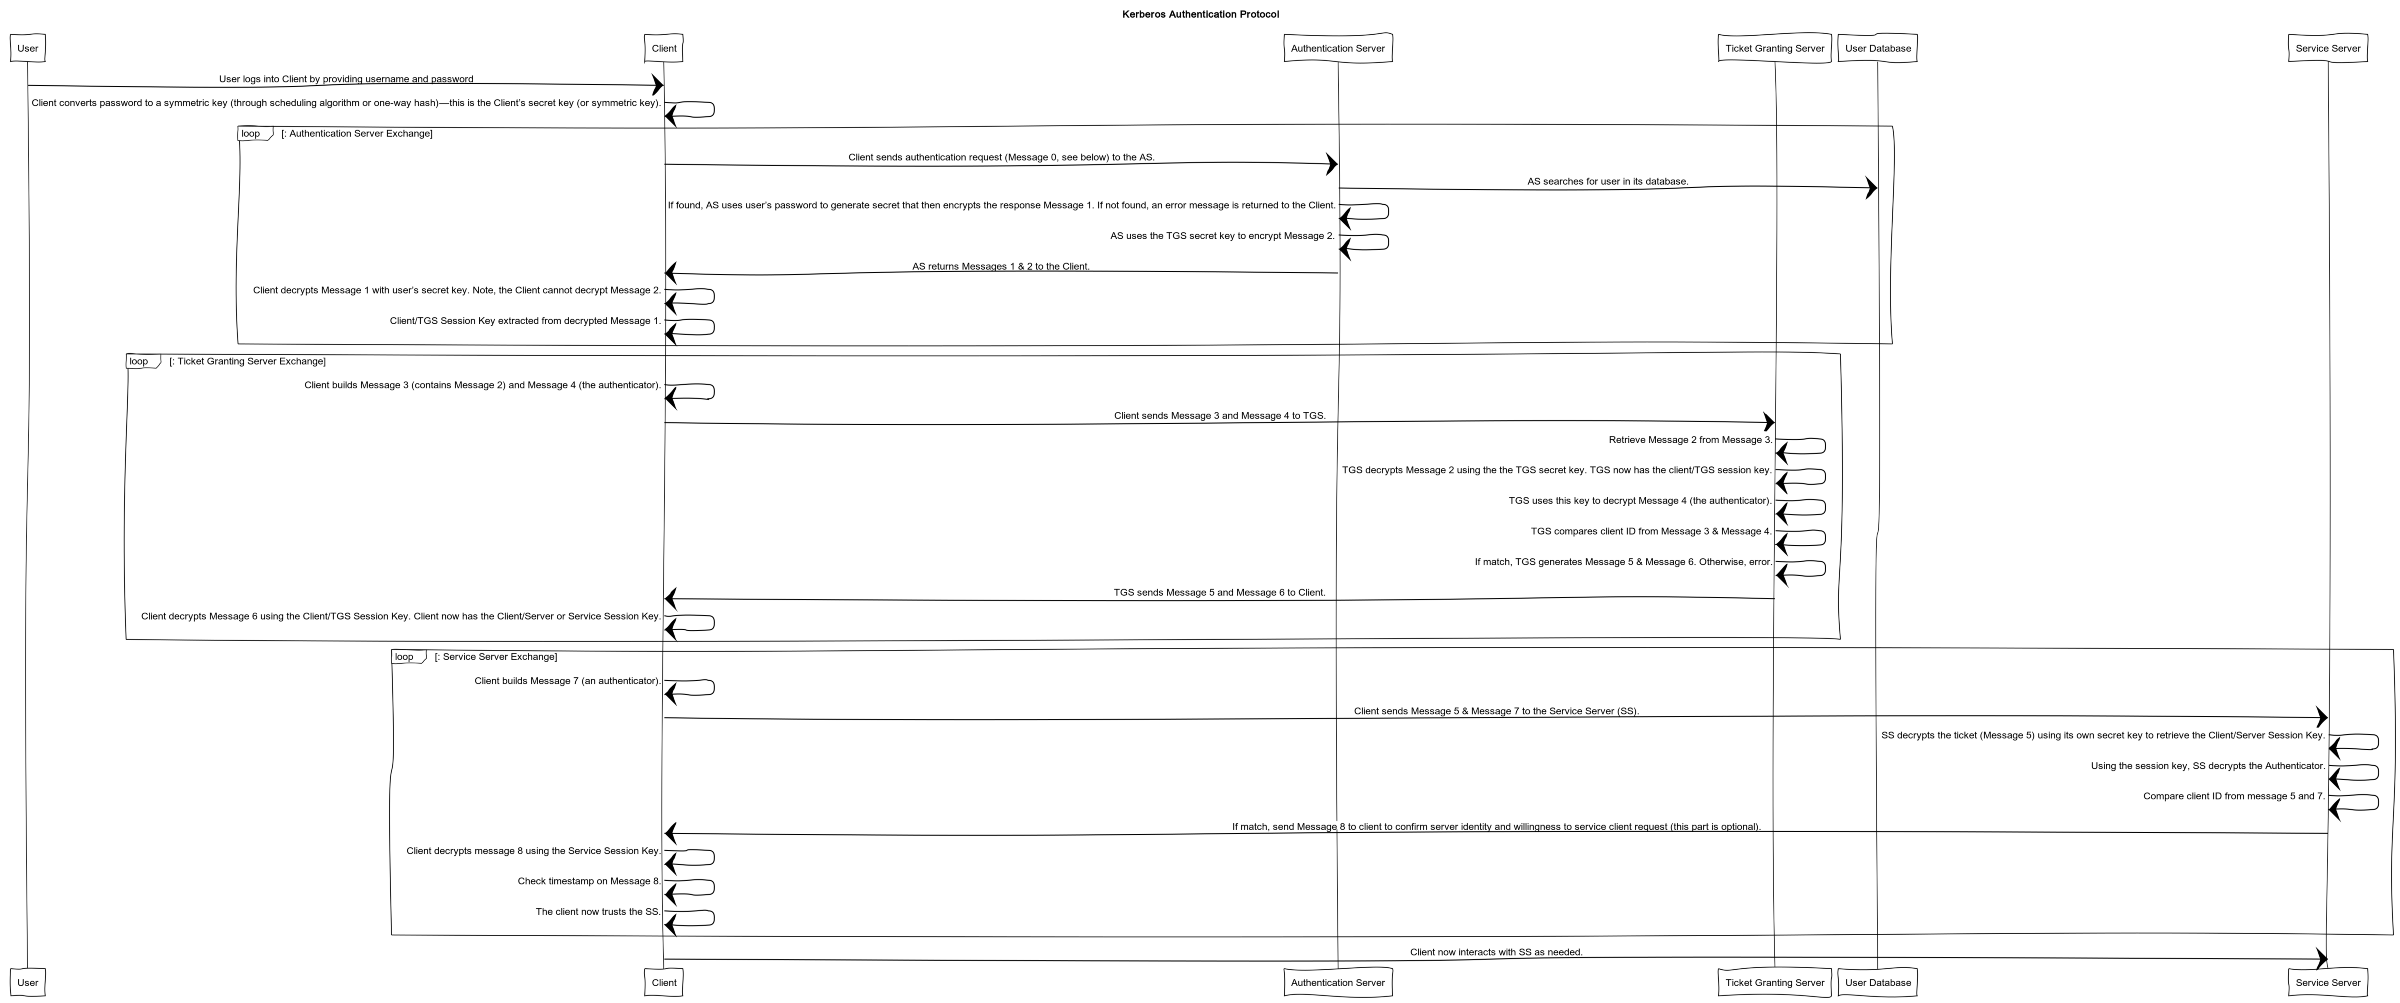 Kerberos Authentication Protocol
User
Client
Authentication Server
Ticket Granting Server
User Database
Service Server
User logs into Client by providing username and password
Client converts password to a symmetric key (through scheduling algorithm or one-way hash)—this is the Client's secret key (or symmetric key).
loop [: Authentication Server Exchange]
Client sends authentication request (Message 0, see below) to the AS.
AS searches for user in its database.
If found, AS uses user's password to generate secret that then encrypts the response Message 1. If not found, an error message is returned to the Client.
AS uses the TGS secret key to encrypt Message 2.
AS returns Messages 1 & 2 to the Client.
Client decrypts Message 1 with user's secret key. Note, the Client cannot decrypt Message 2.
Client/TGS Session Key extracted from decrypted Message 1.
loop [: Ticket Granting Server Exchange]
Client builds Message 3 (contains Message 2) and Message 4 (the authenticator).
Client sends Message 3 and Message 4 to TGS.
Retrieve Message 2 from Message 3.
TGS decrypts Message 2 using the the TGS secret key. TGS now has the client/TGS session key.
TGS uses this key to decrypt Message 4 (the authenticator).
TGS compares client ID from Message 3 & Message 4.
If match, TGS generates Message 5 & Message 6. Otherwise, error.
TGS sends Message 5 and Message 6 to Client.
Client decrypts Message 6 using the Client/TGS Session Key. Client now has the Client/Server or Service Session Key.
loop [: Service Server Exchange]
Client builds Message 7 (an authenticator).
Client sends Message 5 & Message 7 to the Service Server (SS).
SS decrypts the ticket (Message 5) using its own secret key to retrieve the Client/Server Session Key.
Using the session key, SS decrypts the Authenticator.
Compare client ID from message 5 and 7.
If match, send Message 8 to client to confirm server identity and willingness to service client request (this part is optional).
Client decrypts message 8 using the Service Session Key.
Check timestamp on Message 8.
The client now trusts the SS.
Client now interacts with SS as needed.
User
Client
Authentication Server
Ticket Granting Server
User Database
Service Server